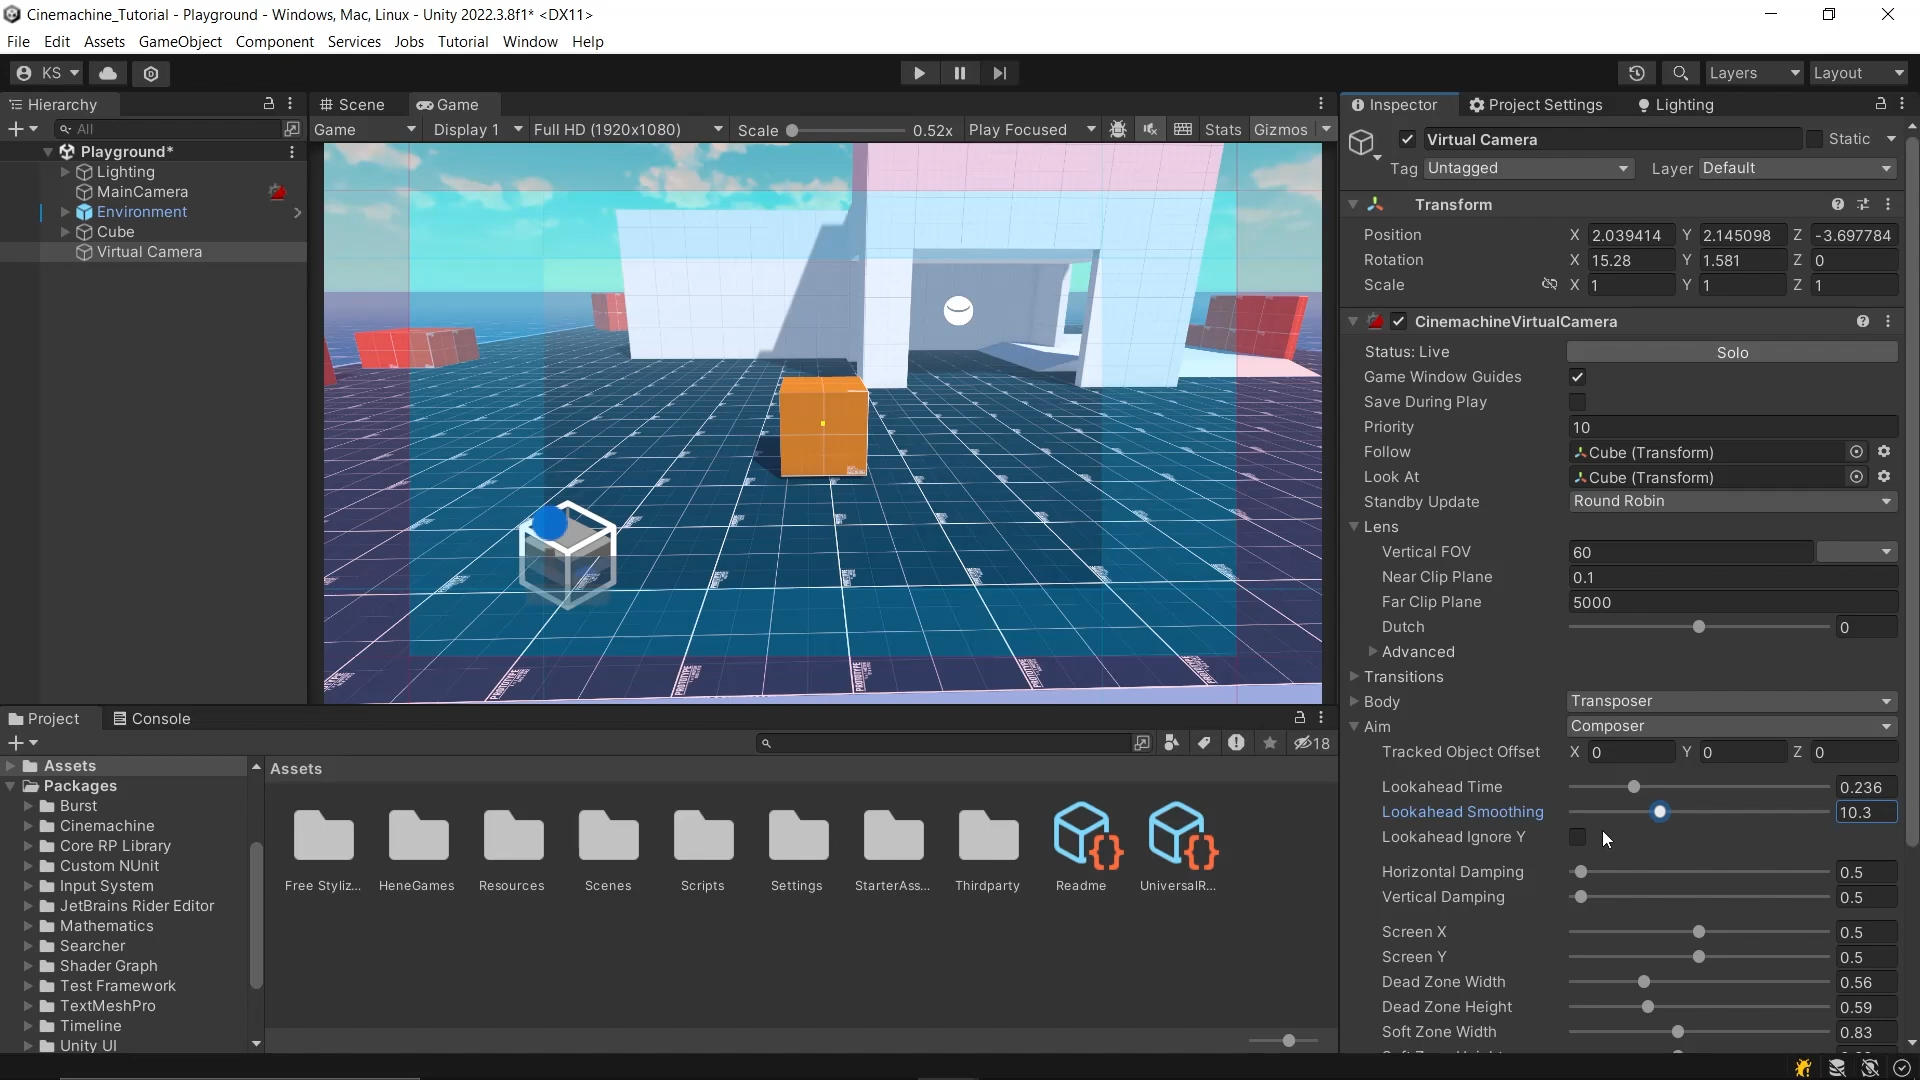 Cinemachine_Tutorial - Playground - Windows, Mac, Linux - Unity 2022.3.8f1* <DX11>
File Edit Assets GameObject Component Services Jobs Tutorial Window Help
KS Layers Layout
Hierarchy
All
Playground*
Lighting
MainCamera
Environment
Cube
Virtual Camera
Scene Game
Game Display 1 Full HD (1920x1080) Scale 0.52x Play Focused Stats Gizmos
Inspector Project Settings Lighting
Virtual Camera Static
Tag Untagged Layer Default
Transform
Position X 2.039414 Y 2.145098 Z -3.697784
Rotation X 15.28 Y 1.581 Z 0
Scale X 1 Y 1 Z 1
CinemachineVirtualCamera
Status: Live Solo
Game Window Guides
Save During Play
Priority 10
Follow Cube (Transform)
Look At Cube (Transform)
Standby Update Round Robin
Lens
Vertical FOV 60
Near Clip Plane 0.1
Far Clip Plane 5000
Dutch 0
Advanced
Transitions
Body Transposer
Aim Composer
Tracked Object Offset X 0 Y 0 Z 0
Lookahead Time 0.236
Lookahead Smoothing 10.3
Lookahead Ignore Y
Horizontal Damping 0.5
Vertical Damping 0.5
Screen X 0.5
Screen Y 0.5
Dead Zone Width 0.56
Dead Zone Height 0.59
Soft Zone Width 0.83
Project Console
18
Assets
Packages
Burst
Cinemachine
Core RP Library
Custom NUnit
Input System
JetBrains Rider Editor
Mathematics
Searcher
Shader Graph
Test Framework
TextMeshPro
Timeline
Unity UI
Assets
Free Styliz... HeneGames Resources Scenes Scripts Settings StarterAss... Thirdparty Readme UniversalR...
PROTOTYPE
PROTOTYPE
PROTOTYPE
PROTOTYPE
PROTOTYPE